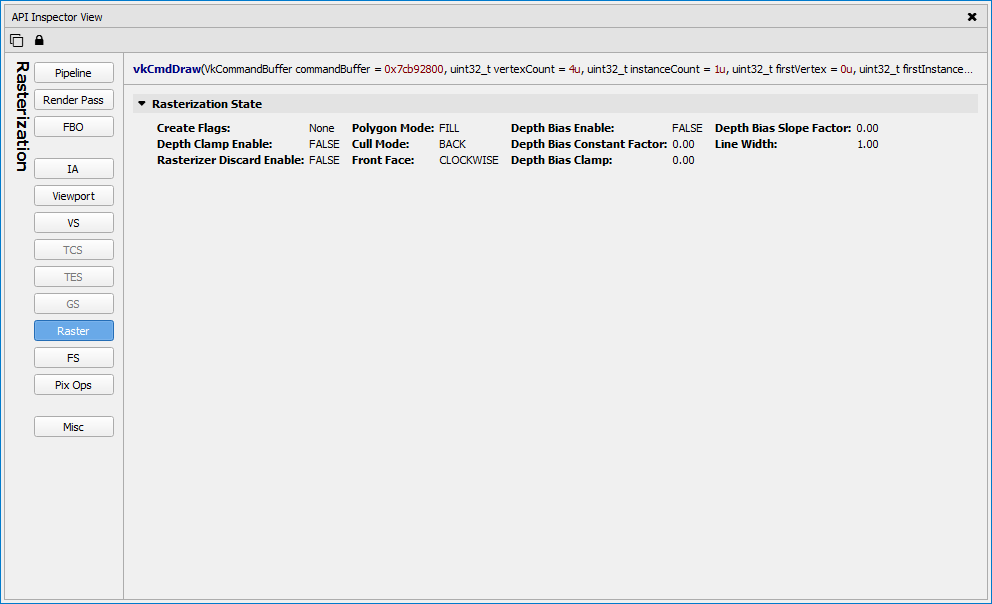 API Inspector View
Rasterization
Pipeline
Render Pass
FBO
IA
Viewport
VS
TCS
TES
GS
Raster
FS
Pix Ops
Misc
vkCmdDraw(VkCommandBuffer commandBuffer = 0x7cb92800, uint32_t vertexCount = 4u, uint32_t instanceCount = 1u, uint32_t firstVertex = 0u, uint32_t firstInstance...
Rasterization State
Create Flags: None Polygon Mode: FILL Depth Bias Enable: FALSE Depth Bias Slope Factor: 0.00
Depth Clamp Enable: FALSE Cull Mode: BACK Depth Bias Constant Factor: 0.00 Line Width: 1.00
Rasterizer Discard Enable: FALSE Front Face: CLOCKWISE Depth Bias Clamp: 0.00